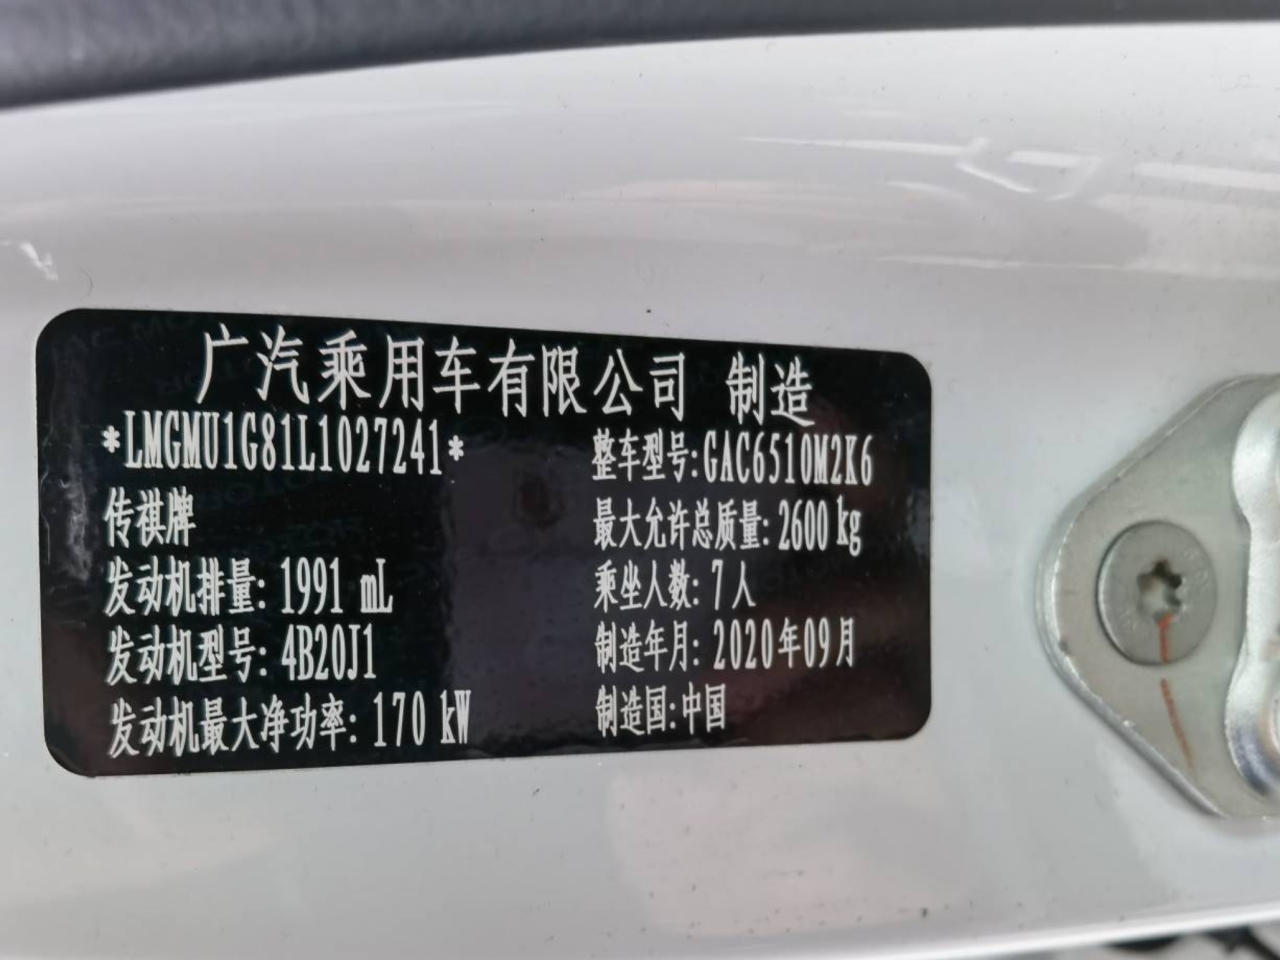 广汽乘用车有限公司 制造
*LMGMU1G81L1027241*
整车型号:GAC6510M2K6
传祺牌
最大允许总质量:2600kg
发动机排量:1991 mL
乘坐人数:7人
发动机型号:4B20J1
制造年月:2020年09月
发动机最大净功率:170 kW
制造国:中国